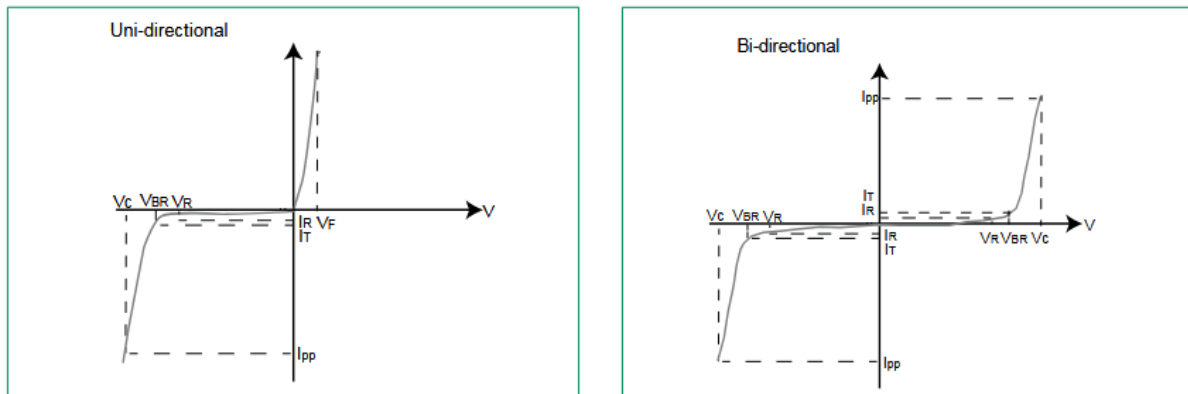 Uni-directional
Vc VBR VR
V
IR VF
IT
Ipp
Bi-directional
Ipp
IT
IR
Vc VBR VR
V
IR
IT
VR VBR Vc
Ipp